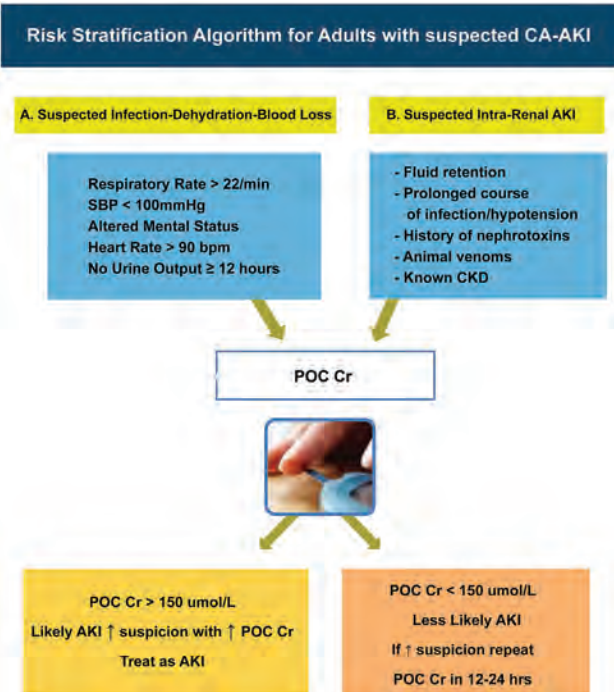 Risk Stratification Algorithm for Adults with suspected CA-AKI
A. Suspected Infection-Dehydration-Blood Loss
Respiratory Rate > 22/min
SBP < 100mmHg
Altered Mental Status
Heart Rate > 90 bpm
No Urine Output ≥ 12 hours
B. Suspected Intra-Renal AKI
- Fluid retention
- Prolonged course
of infection/hypotension
- History of nephrotoxins
- Animal venoms
- Known CKD
POC Cr
POC Cr > 150 umol/L
Likely AKI ↑ suspicion with ↑ POC Cr
Treat as AKI
POC Cr < 150 umol/L
Less Likely AKI
If ↑ suspicion repeat
POC Cr in 12-24 hrs